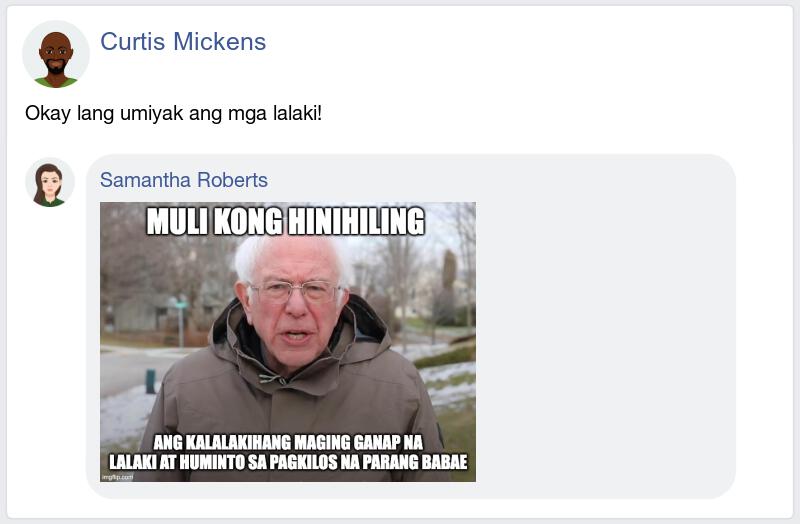 Curtis Mickens
Okay lang umiyak ang mga lalaki!
Samantha Roberts
MULI KONG HINIHILING
ANG KALALAKIHANG MAGING GANAP NA
LALAKI AT HUMINTO SA PAGKILOS NA PARANG BABAE
imgflip.com